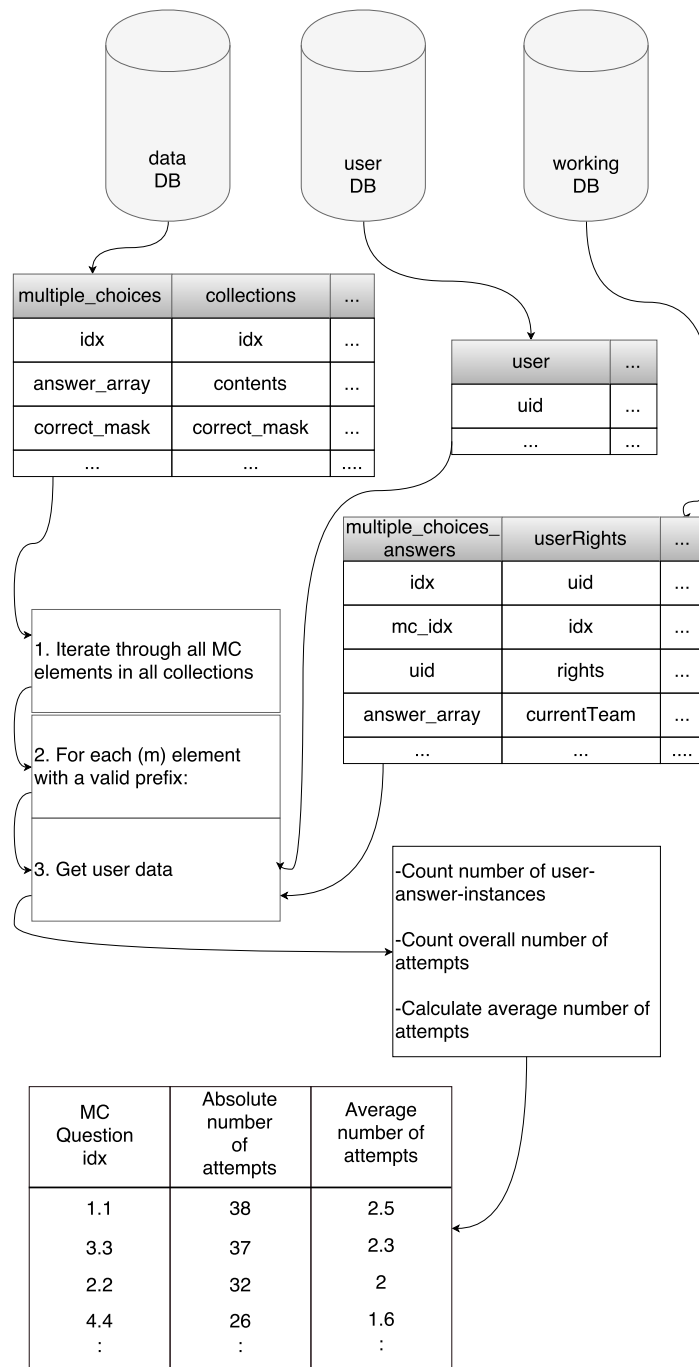 data
DB
user
DB
working
DB
multiple_choices collections ...
idx idx ...
answer_array contents ...
correct_mask correct_mask ...
... ... ....
user ...
uid ...
... ...
multiple_choices_
answers userRights ...
idx uid ...
mc_idx idx ...
uid rights ...
answer_array currentTeam ...
... ... ....
1. Iterate through all MC
elements in all collections
2. For each (m) element
with a valid prefix:
3. Get user data
-Count number of user-
answer-instances
-Count overall number of
attempts
-Calculate average number of
attempts
MC
Question
idx
Absolute
number
of
attempts
Average
number of
attempts
1.1 38 2.5
3.3 37 2.3
2.2 32 2
4.4 26 1.6
: : :